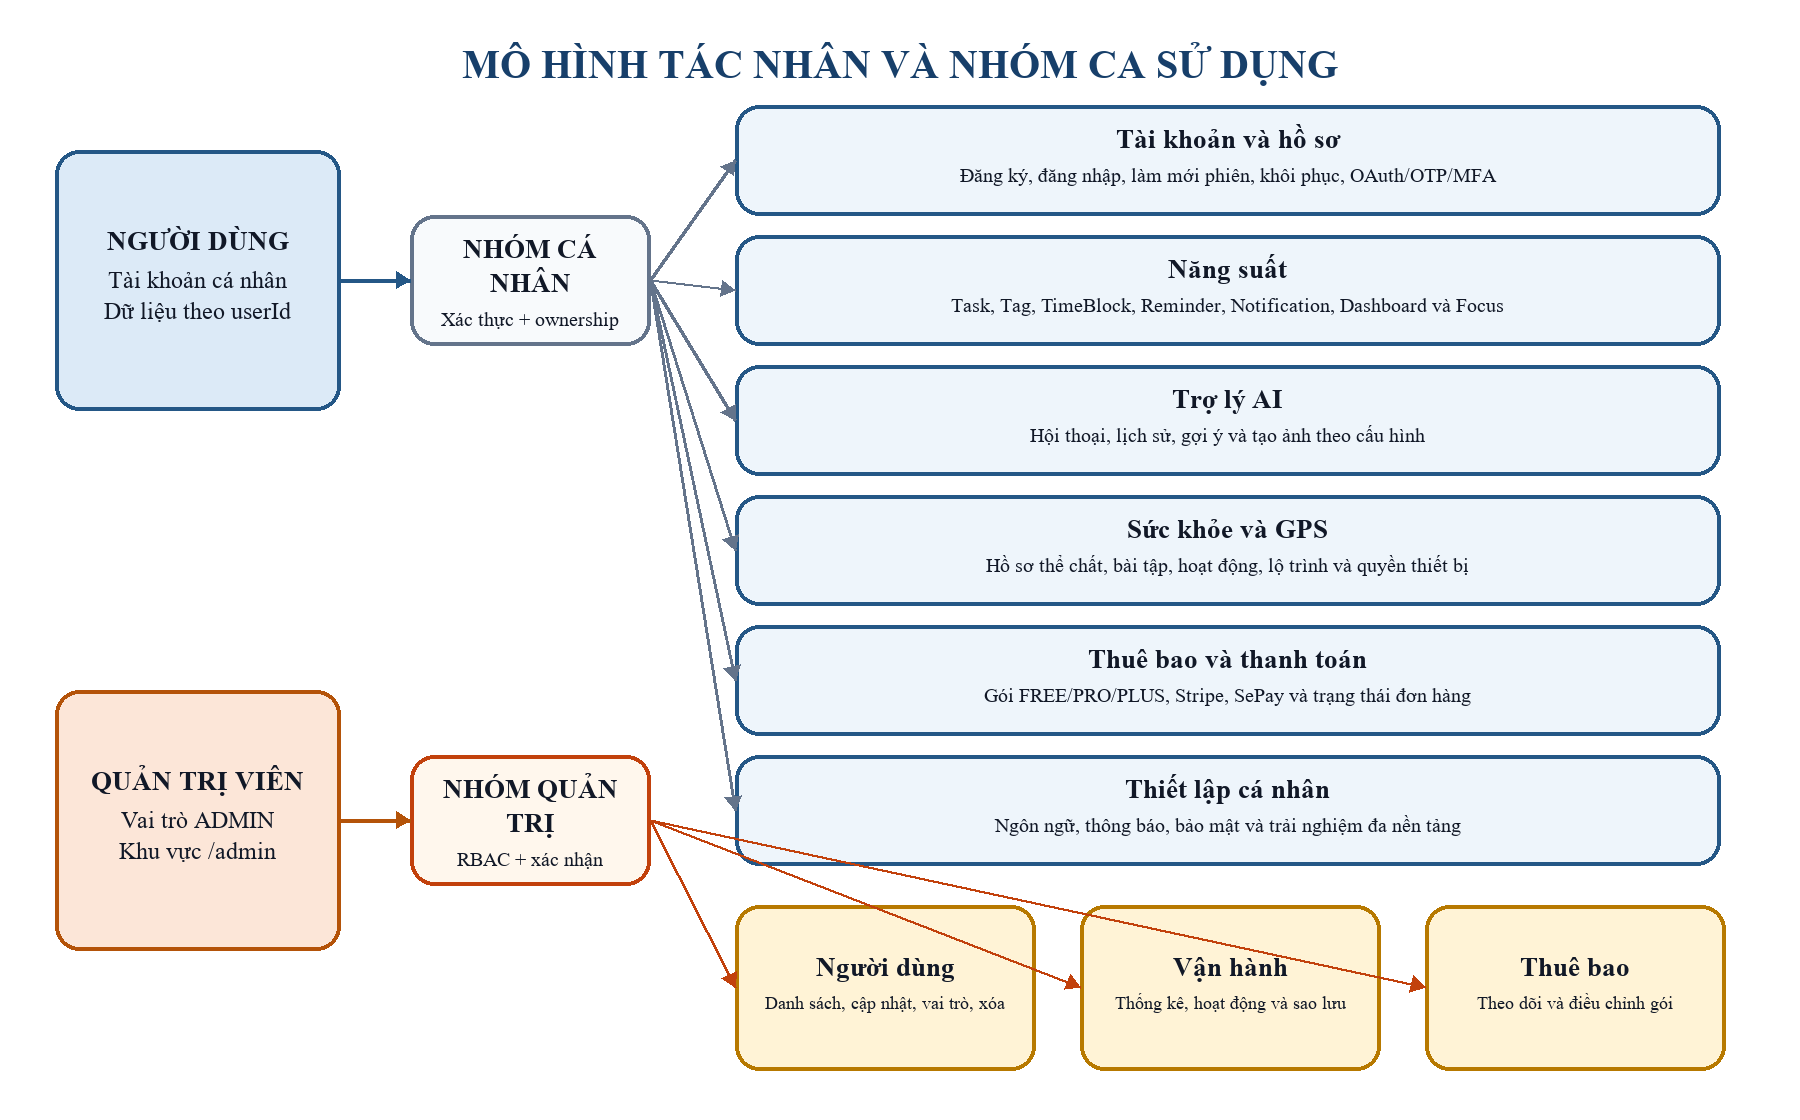 MÔ HÌNH TÁC NHÂN VÀ NHÓM CA SỬ DỤNG
NGƯỜI DÙNG
Tài khoản cá nhân
Dữ liệu theo userId
NHÓM CÁ
NHÂN
Xác thực + ownership
Tài khoản và hồ sơ
Đăng ký, đăng nhập, làm mới phiên, khôi phục, OAuth/OTP/MFA
Năng suất
Task, Tag, TimeBlock, Reminder, Notification, Dashboard và Focus
Trợ lý AI
Hội thoại, lịch sử, gợi ý và tạo ảnh theo cấu hình
Sức khỏe và GPS
Hồ sơ thể chất, bài tập, hoạt động, lộ trình và quyền thiết bị
Thuê bao và thanh toán
Gói FREE/PRO/PLUS, Stripe, SePay và trạng thái đơn hàng
Thiết lập cá nhân
Ngôn ngữ, thông báo, bảo mật và trải nghiệm đa nền tảng
QUẢN TRỊ VIÊN
Vai trò ADMIN
Khu vực /admin
NHÓM QUẢN
TRỊ
RBAC + xác nhận
Người dùng
Danh sách, cập nhật, vai trò, xóa
Vận hành
Thống kê, hoạt động và sao lưu
Thuê bao
Theo dõi và điều chỉnh gói